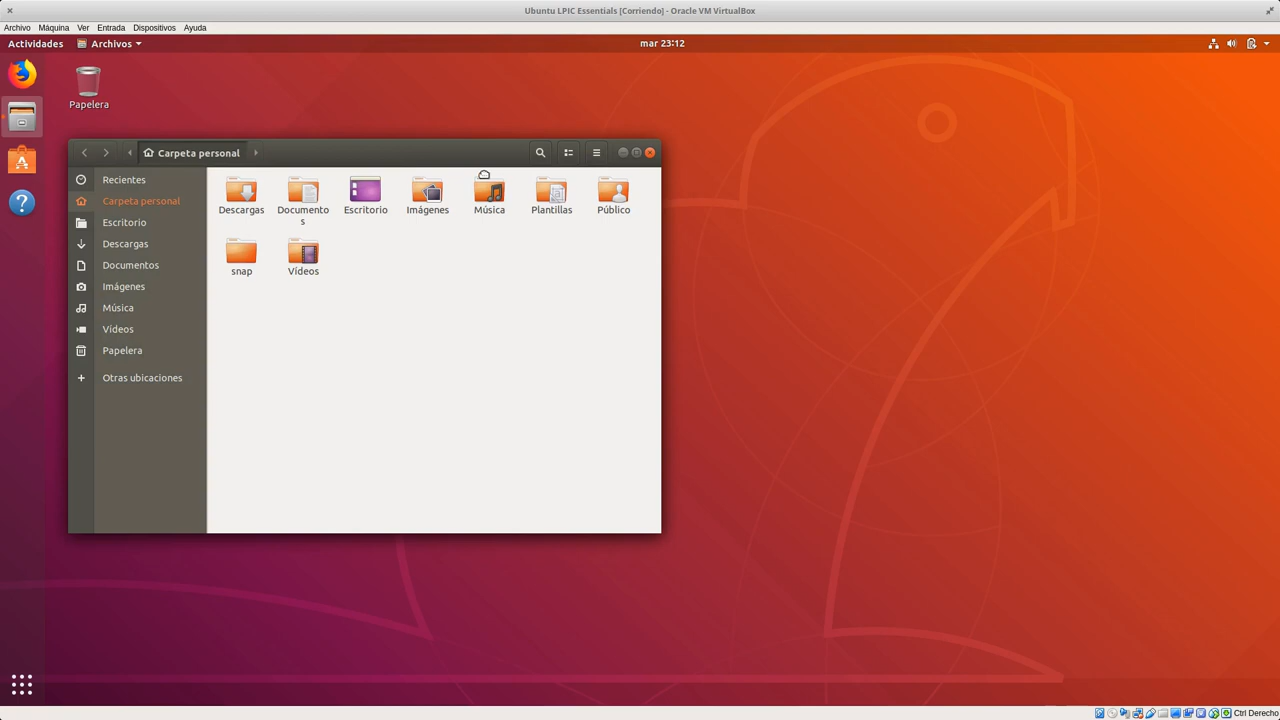 Ubuntu LPIC Essentials [Corriendo] - Oracle VM VirtualBox
Archivo Máquina Ver Entrada Dispositivos Ayuda
Actividades Archivos mar 23:12
Papelera
Carpeta personal
Recientes
Carpeta personal
Escritorio
Descargas
Documentos
Imágenes
Música
Vídeos
Papelera
Otras ubicaciones
Descargas Documento Escritorio Imágenes Música Plantillas Público
s
snap Vídeos
Ctrl Derecho